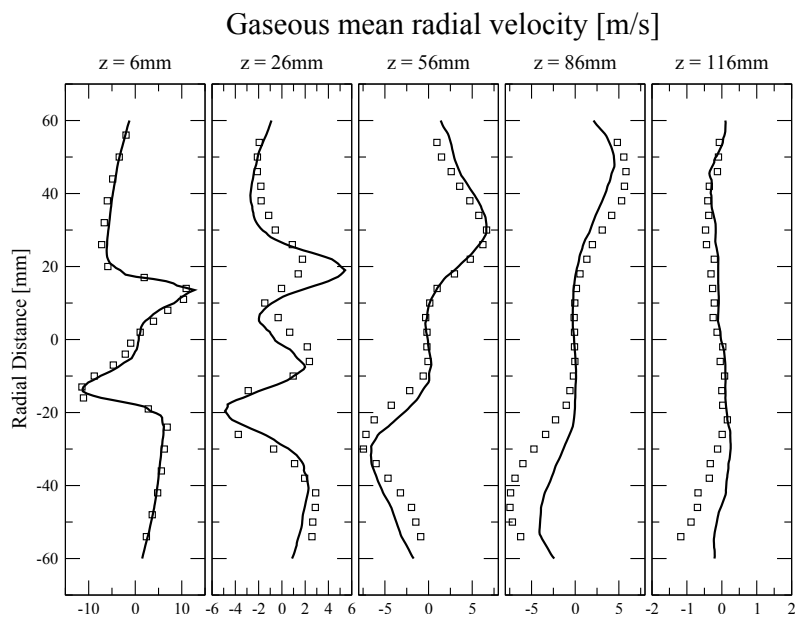 Gaseous mean radial velocity [m/s]
z = 6mm z = 26mm z = 56mm z = 86mm z = 116mm
60
40
20
0
-20
-40
-60
Radial Distance [mm]
-10 0 10 -6 -4 -2 0 2 4 6 -5 0 5 -5 0 5 -2 -1 0 1 2